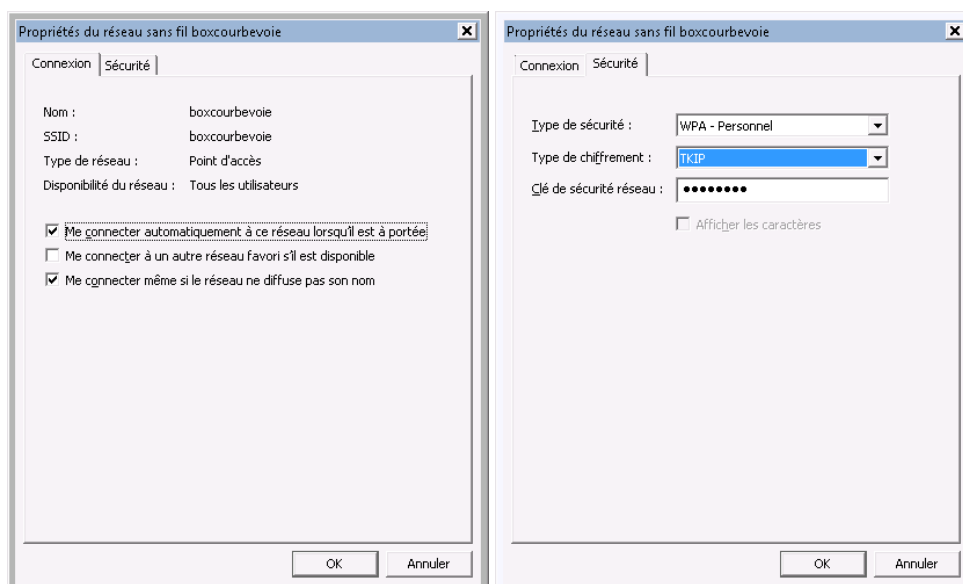 Propriétés du réseau sans fil boxcourbevoie
Connexion Sécurité
Nom : boxcourbevoie
SSID : boxcourbevoie
Type de réseau : Point d'accès
Disponibilité du réseau : Tous les utilisateurs
Me connecter automatiquement à ce réseau lorsqu'il est à portée
Me connecter à un autre réseau favori s'il est disponible
Me connecter même si le réseau ne diffuse pas son nom
OK Annuler
Propriétés du réseau sans fil boxcourbevoie
Connexion Sécurité
Type de sécurité : WPA - Personnel
Type de chiffrement : TKIP
Clé de sécurité réseau : ●●●●●●●●
Afficher les caractères
OK Annuler